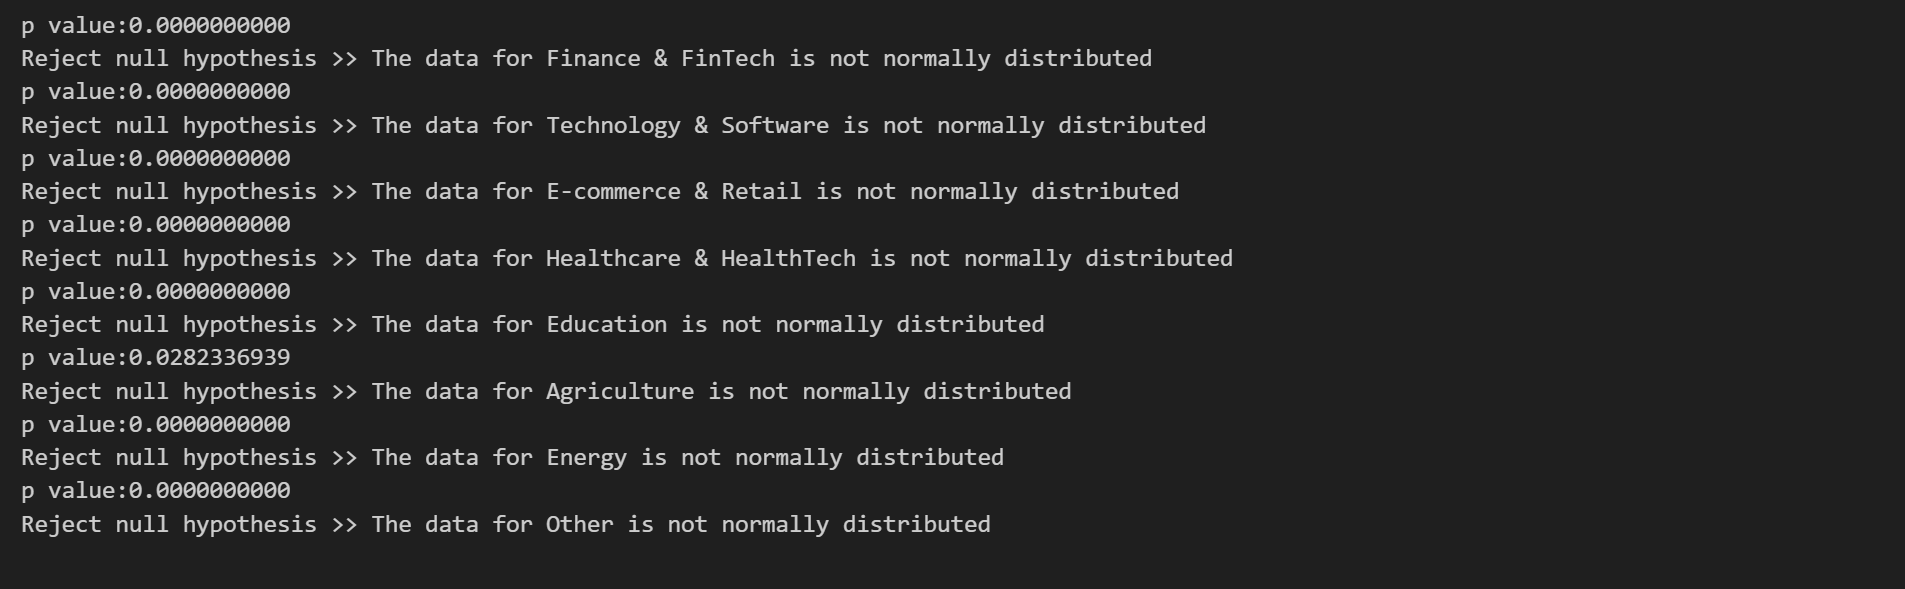 p value:0.0000000000
Reject null hypothesis >> The data for Finance & FinTech is not normally distributed
p value:0.0000000000
Reject null hypothesis >> The data for Technology & Software is not normally distributed
p value:0.0000000000
Reject null hypothesis >> The data for E-commerce & Retail is not normally distributed
p value:0.0000000000
Reject null hypothesis >> The data for Healthcare & HealthTech is not normally distributed
p value:0.0000000000
Reject null hypothesis >> The data for Education is not normally distributed
p value:0.0282336939
Reject null hypothesis >> The data for Agriculture is not normally distributed
p value:0.0000000000
Reject null hypothesis >> The data for Energy is not normally distributed
p value:0.0000000000
Reject null hypothesis >> The data for Other is not normally distributed